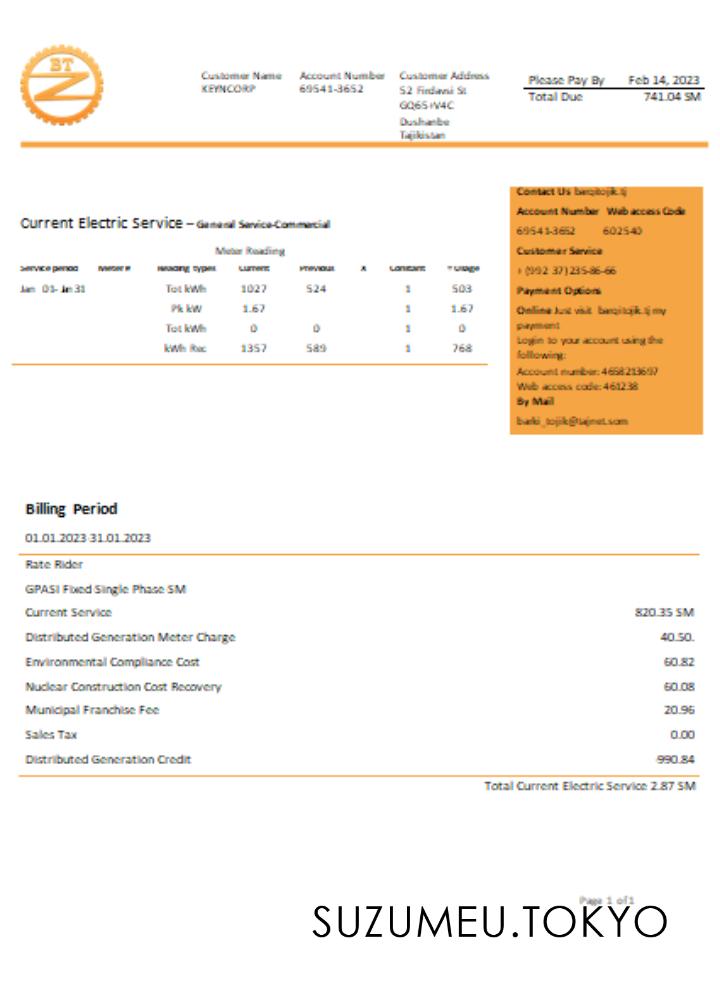 BT
Customer Name Account Number Customer Address
KEYNCORP 69541-3652 52 Firdavsi St
GQ65+V4C
Dushanbe
Tajikistan
Please Pay By Feb 14, 2023
Total Due 741.04 SM
Current Electric Service – General Service-Commercial
Meter Reading
Service period Meter# Reading types Current Previous X Constant = Usage
Jan 01- Jn 31 Tot kWh 1027 524 1 503
Pk kW 1.67 1 1.67
Tot kWh 0 0 1 0
kWh Rec 1357 589 1 768
Contact Us barqitojik.tj
Account Number Web access Code
69541-3652 602540
Customer Service
+ (992 37) 235-86-66
Payment Options
Online Just visit barqitojik.tj my
payment
Login to your account using the
following:
Account number: 4658213697
Web access code: 461238
By Mail
barki_tojik@tajnet.som
Billing Period
01.01.2023-31.01.2023
Rate Rider
GPASI Fixed Single Phase SM
Current Service 820.35 SM
Distributed Generation Meter Charge 40.50.
Environmental Compliance Cost 60.82
Nuclear Construction Cost Recovery 60.08
Municipal Franchise Fee 20.96
Sales Tax 0.00
Distributed Generation Credit -990.84
Total Current Electric Service 2.87 SM
Page 1 of 1
SUZUMEU.TOKYO